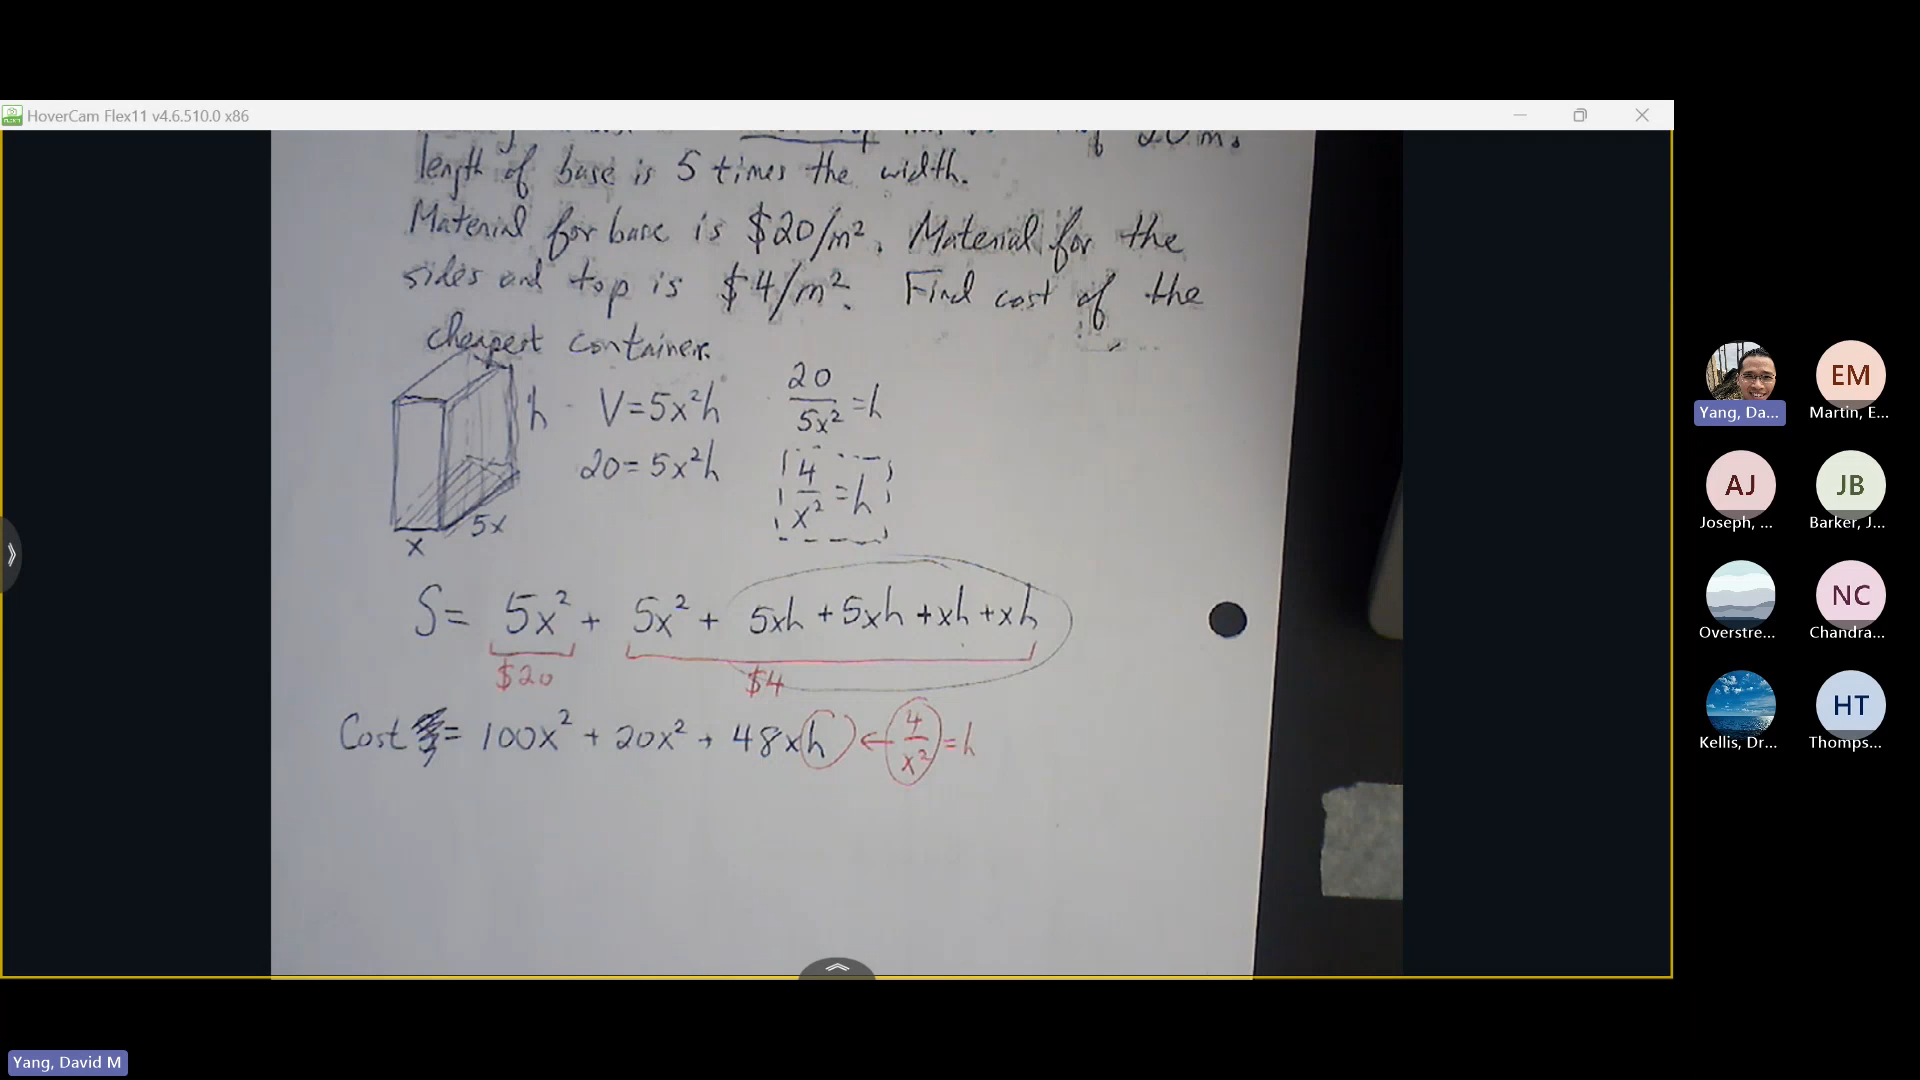 HoverCam Flex11 v4.6.510.0 x86
of 20 m.
length of base is 5 times the width.
Material for base is $20/m². Material for the
sides and top is $4/m². Find cost of the
cheapest container.
h
5x
x
V=5x²h
20=5x²h
20/5x² = h
4/x² = h
S= 5x² + 5x² + 5xh + 5xh + xh + xh
$20
$4
Cost = 100x² + 20x² + 48xh ← 4/x² = h
Yang, Da...
EM
Martin, E...
AJ
Joseph, ...
JB
Barker, J...
Overstre...
NC
Chandra...
Kellis, Dr...
HT
Thomps...
Yang, David M